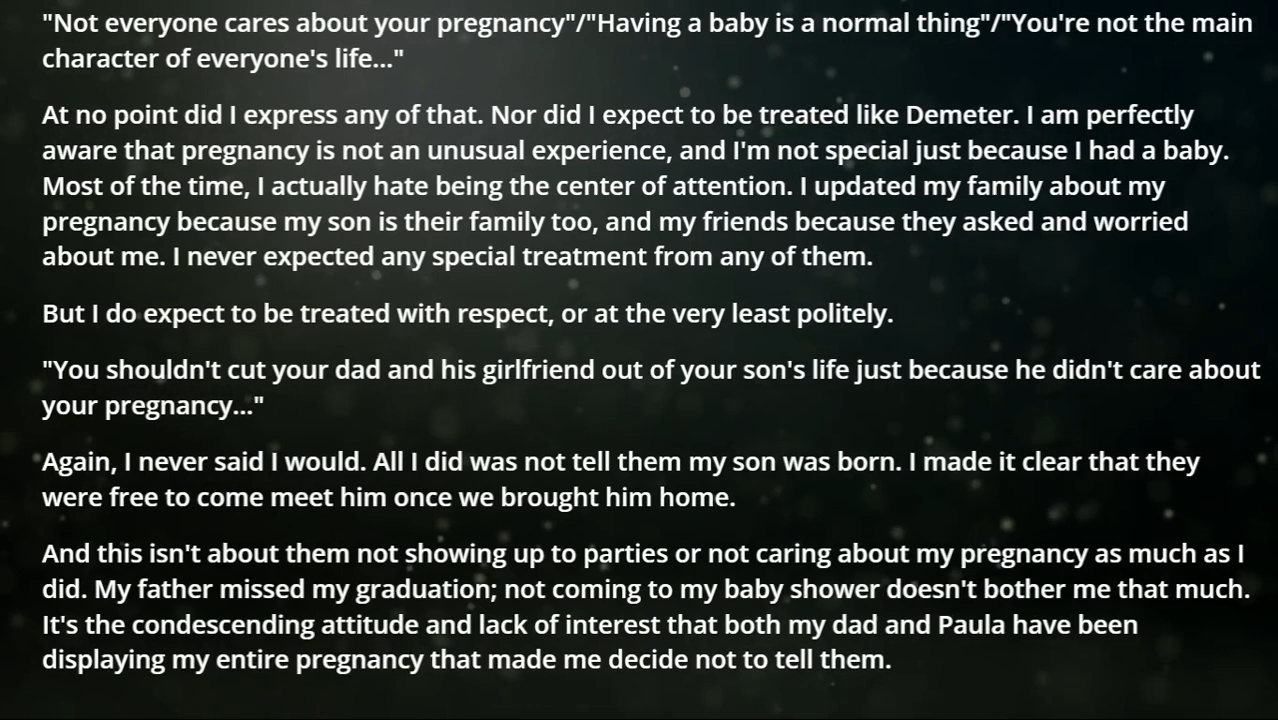 "Not everyone cares about your pregnancy"/"Having a baby is a normal thing"/"You're not the main
character of everyone's life..."
At no point did I express any of that. Nor did I expect to be treated like Demeter. I am perfectly
aware that pregnancy is not an unusual experience, and I'm not special just because I had a baby.
Most of the time, I actually hate being the center of attention. I updated my family about my
pregnancy because my son is their family too, and my friends because they asked and worried
about me. I never expected any special treatment from any of them.
But I do expect to be treated with respect, or at the very least politely.
"You shouldn't cut your dad and his girlfriend out of your son's life just because he didn't care about
your pregnancy..."
Again, I never said I would. All I did was not tell them my son was born. I made it clear that they
were free to come meet him once we brought him home.
And this isn't about them not showing up to parties or not caring about my pregnancy as much as I
did. My father missed my graduation; not coming to my baby shower doesn't bother me that much.
It's the condescending attitude and lack of interest that both my dad and Paula have been
displaying my entire pregnancy that made me decide not to tell them.